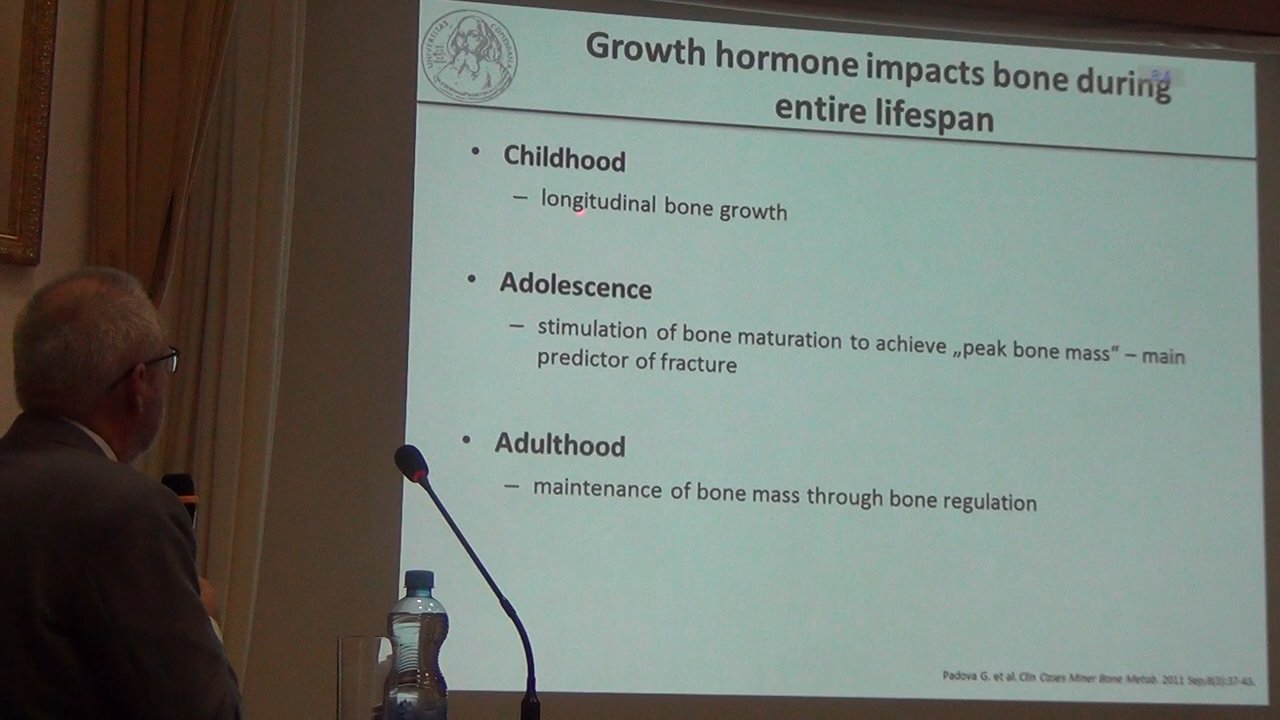 Growth hormone impacts bone during
entire lifespan
• Childhood
– longitudinal bone growth
• Adolescence
– stimulation of bone maturation to achieve „peak bone mass“ – main
predictor of fracture
• Adulthood
– maintenance of bone mass through bone regulation
Padova G. et al. Clin Cases Miner Bone Metab. 2011 Sep;8(3):37-43.
UNIVERSITAS